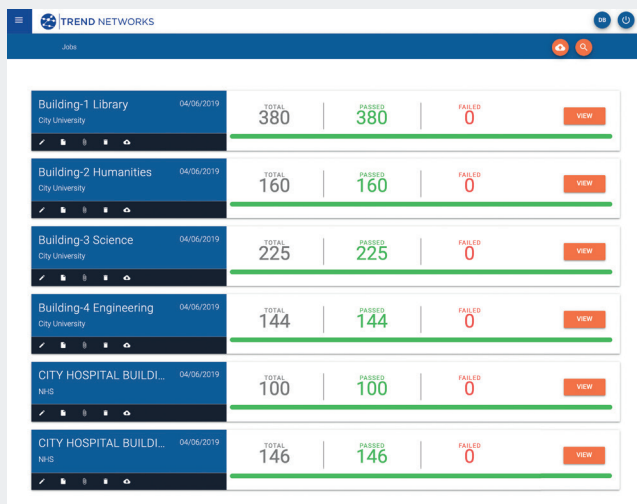 TREND NETWORKS
DB
Jobs
Building-1 Library 04/06/2019
City University
TOTAL PASSED FAILED
380 380 0
VIEW
Building-2 Humanities 04/06/2019
City University
TOTAL PASSED FAILED
160 160 0
VIEW
Building-3 Science 04/06/2019
City University
TOTAL PASSED FAILED
225 225 0
VIEW
Building-4 Engineering 04/06/2019
City University
TOTAL PASSED FAILED
144 144 0
VIEW
CITY HOSPITAL BUILDI... 04/06/2019
NHS
TOTAL PASSED FAILED
100 100 0
VIEW
CITY HOSPITAL BUILDI... 04/06/2019
NHS
TOTAL PASSED FAILED
146 146 0
VIEW